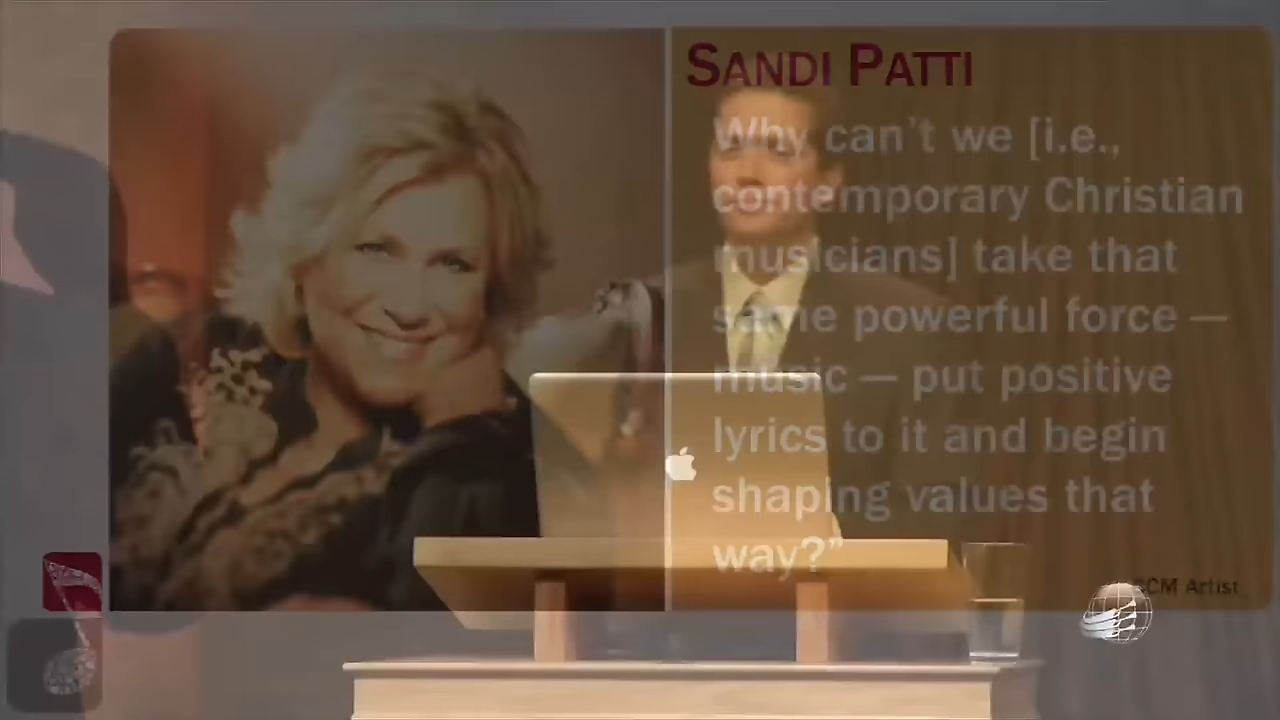 SANDI PATTI
Why can't we [i.e.,
contemporary Christian
musicians] take that
same powerful force —
music — put positive
lyrics to it and begin
shaping values that
way?”
CCM Artist